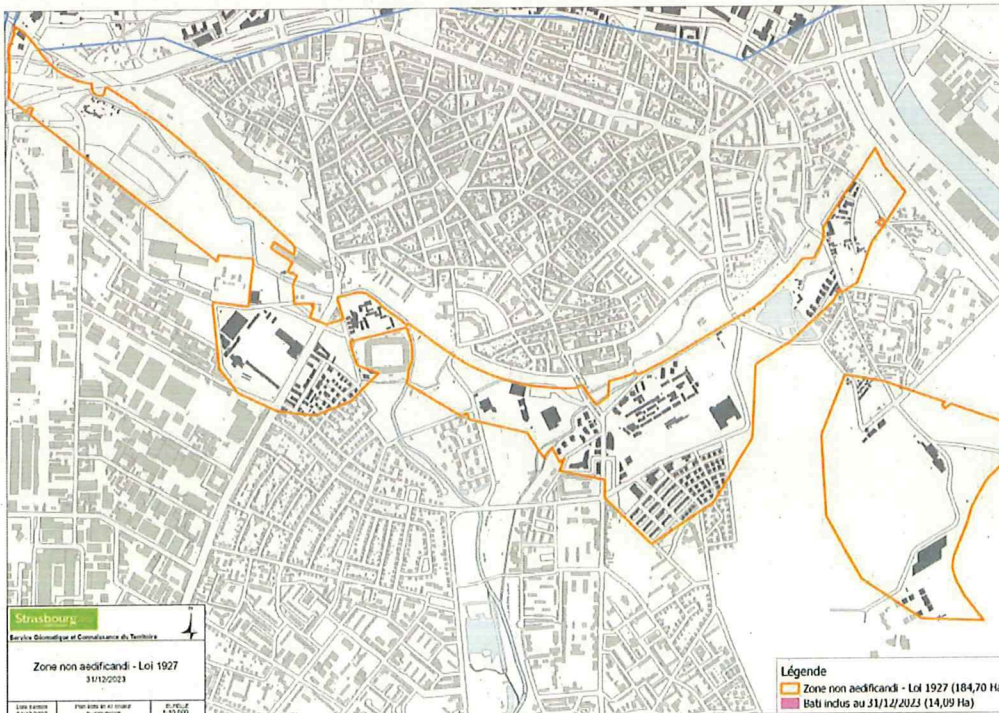 Strasbourg
Service Géomatique et Connaissance du Territoire
N
Zone non aedificandi - Loi 1927
31/12/2023
Légende
Zone non aedificandi - Loi 1927 (184,70 Ha
Bati indus au 31/12/2023 (14,09 Ha)